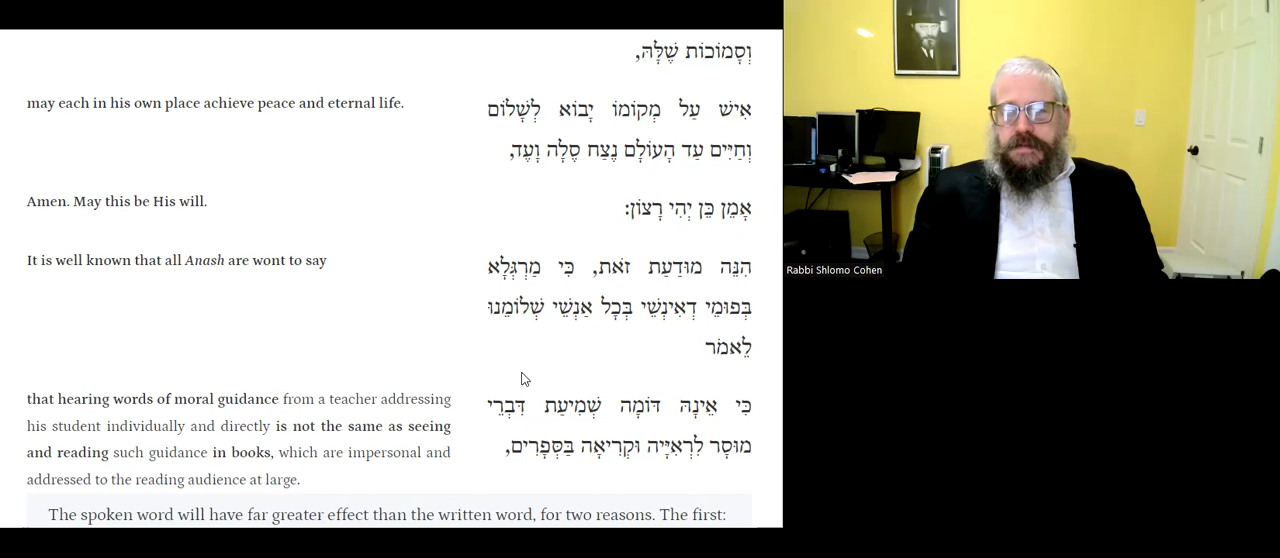 וְסָמוֹכוֹת שֶׁלָּהּ,
may each in his own place achieve peace and eternal life.
אִישׁ עַל מְקוֹמוֹ יָבוֹא לְשָׁלוֹם
וְחַיִּים עַד הָעוֹלָם נֶצַח סֶלָה וָעֶד,
Amen. May this be His will.
אָמֵן כֵּן יְהִי רָצוֹן:
It is well known that all Anash are wont to say
הִנֵּה מוּדַעַת זֹאת, כִּי מַרְגְּלָא
בְּפוּמֵי דְאִינְשֵׁי בְּכָל אַנְשֵׁי שְׁלוֹמֵנוּ
לֵאמֹר
that hearing words of moral guidance from a teacher addressing
his student individually and directly is not the same as seeing
and reading such guidance in books, which are impersonal and
addressed to the reading audience at large.
כִּי אֵינָהּ דּוֹמָה שְׁמִיעַת דִּבְרֵי
מוּסָר לִרְאִיָּיה וּקְרִיאָה בַּסְּפָרִים,
The spoken word will have far greater effect than the written word, for two reasons. The first:
Rabbi Shlomo Cohen